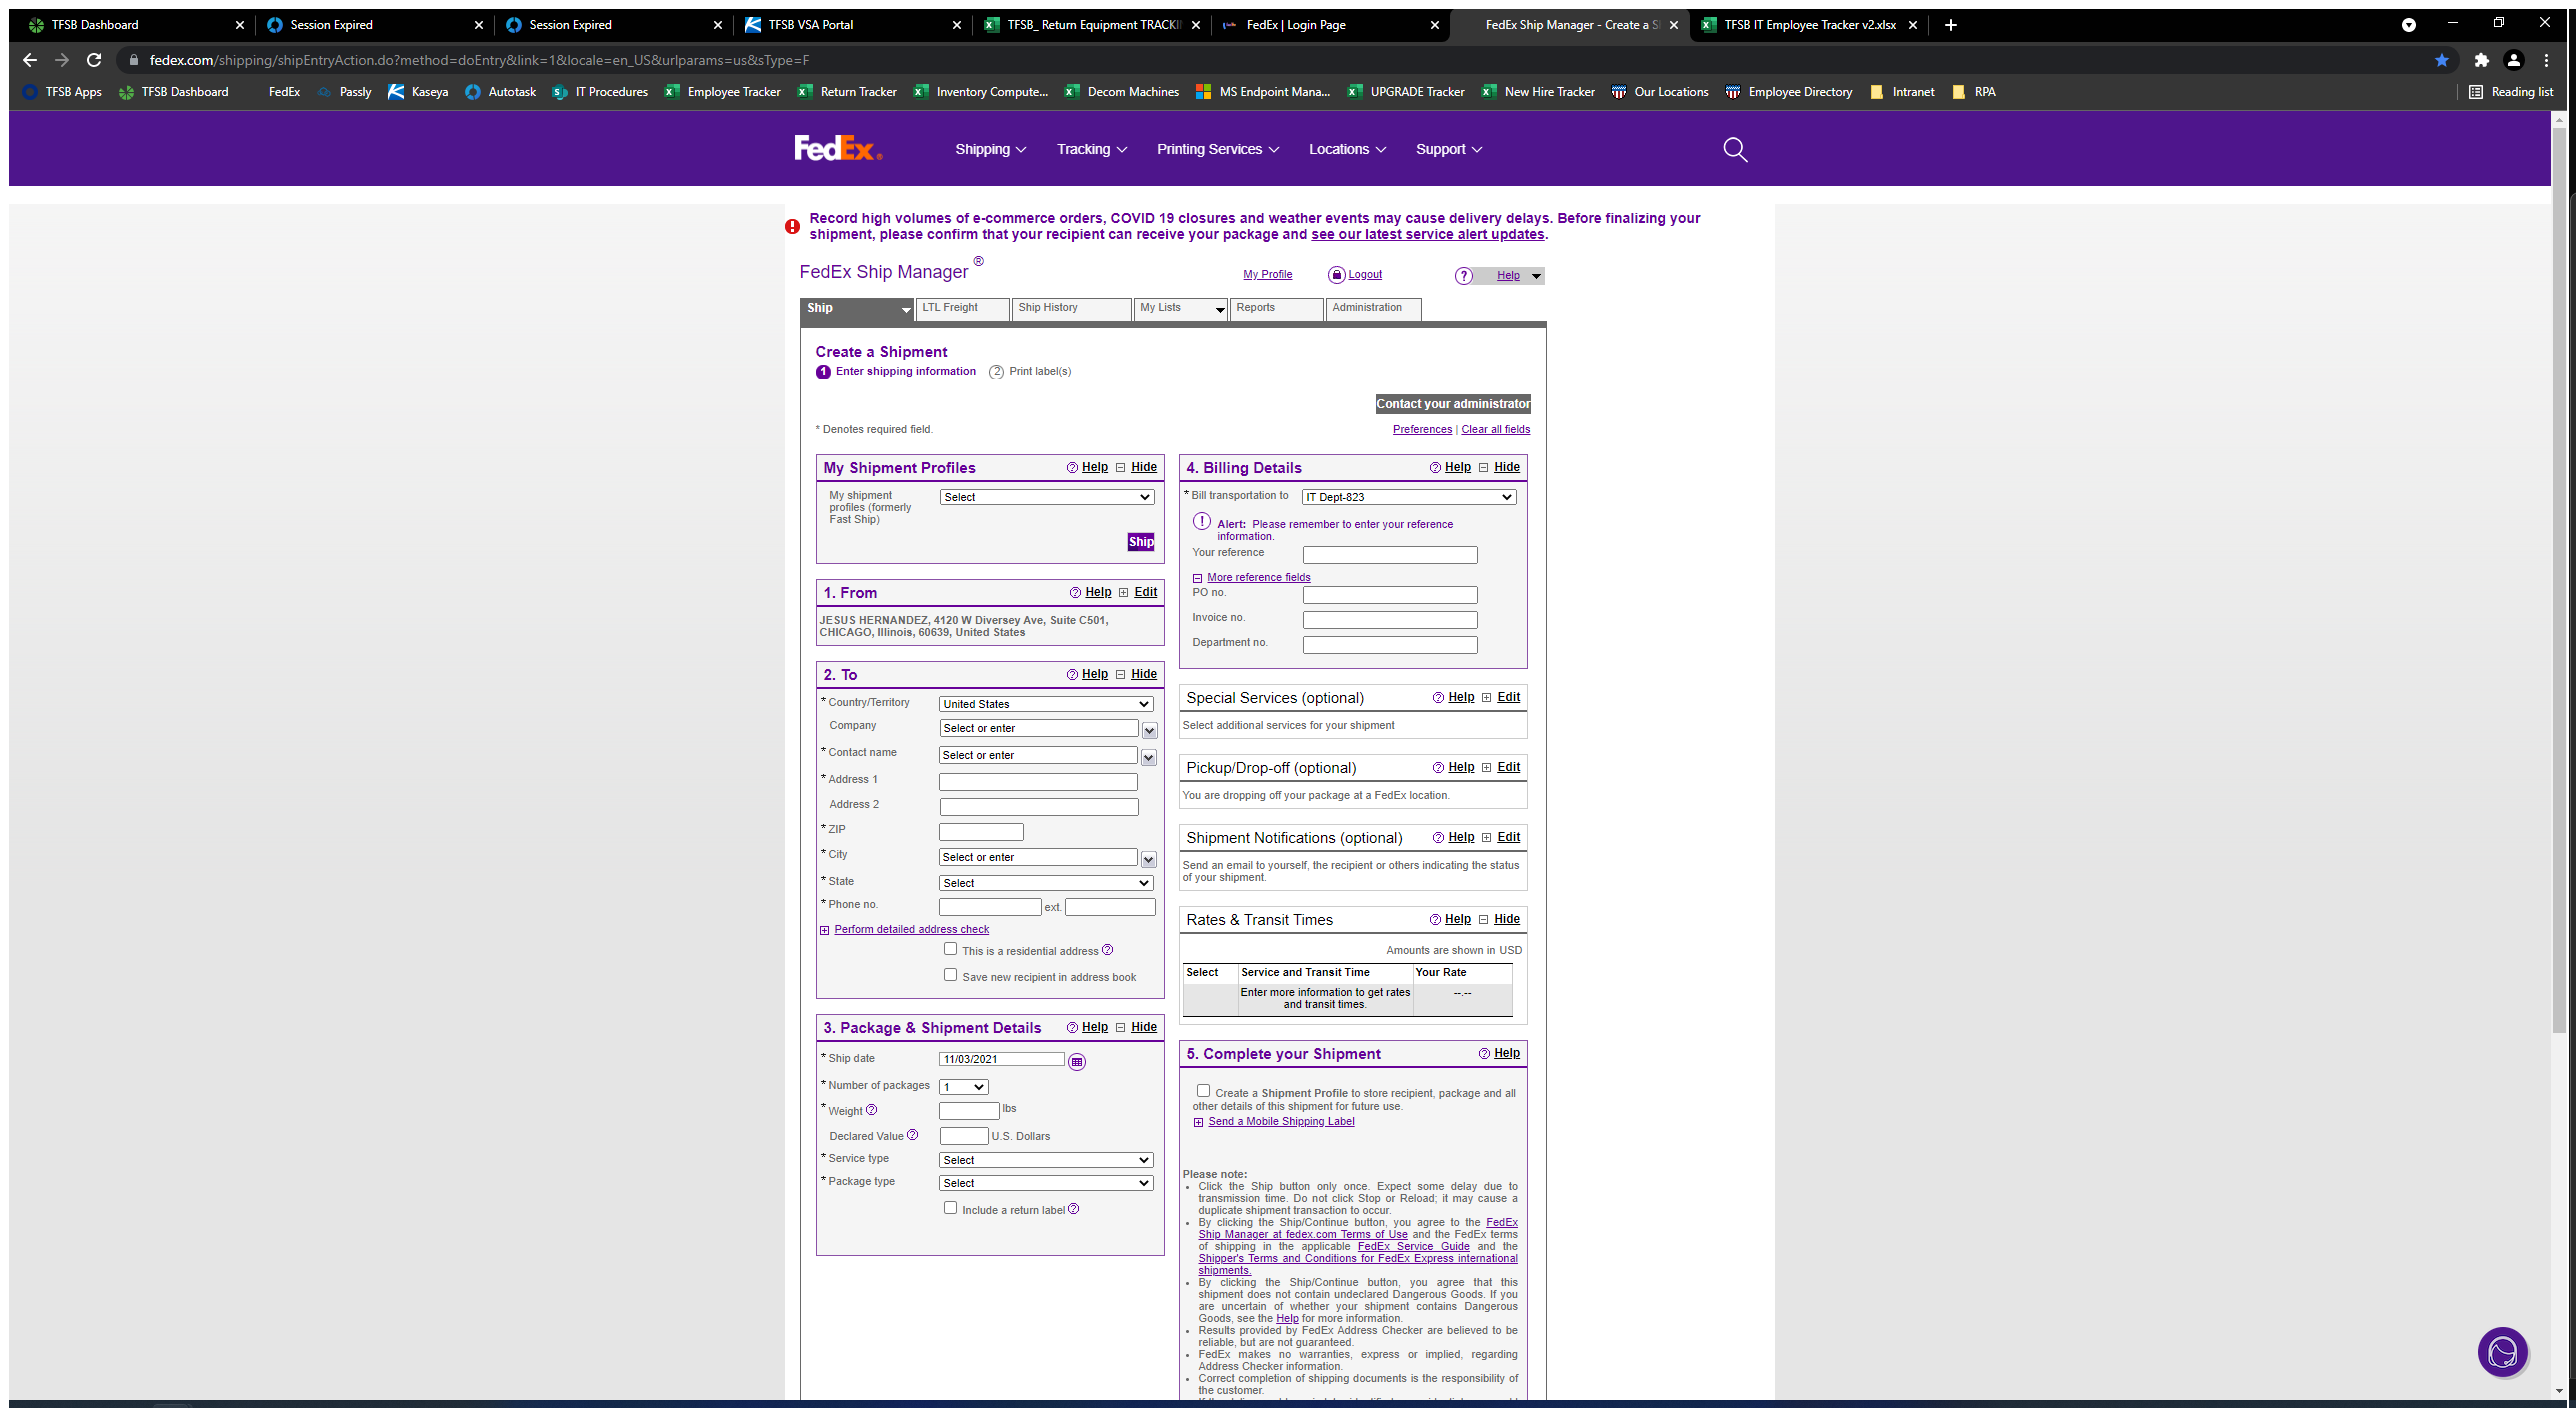 TFSB Dashboard
Session Expired
Session Expired
TFSB VSA Portal
TFSB_ Return Equipment TRACKI
FedEx | Login Page
FedEx Ship Manager - Create a S
TFSB IT Employee Tracker v2.xlsx
fedex.com/shipping/shipEntryAction.do?method=doEntry&link=1&locale=en_US&urlparams=us&sType=F
TFSB Apps
TFSB Dashboard
FedEx
Passly
Kaseya
Autotask
IT Procedures
Employee Tracker
Return Tracker
Inventory Compute...
Decom Machines
MS Endpoint Mana...
UPGRADE Tracker
New Hire Tracker
Our Locations
Employee Directory
Intranet
RPA
Reading list
FedEx®
Shipping
Tracking
Printing Services
Locations
Support
Record high volumes of e-commerce orders, COVID 19 closures and weather events may cause delivery delays. Before finalizing your
shipment, please confirm that your recipient can receive your package and see our latest service alert updates.
FedEx Ship Manager ®
My Profile
Logout
? Help
Ship
LTL Freight
Ship History
My Lists
Reports
Administration
Create a Shipment
1 Enter shipping information 2 Print label(s)
Contact your administrator
* Denotes required field.
Preferences | Clear all fields
My Shipment Profiles ? Help Hide
My shipment
profiles (formerly
Fast Ship)
Select
Ship
1. From ? Help Edit
JESUS HERNANDEZ, 4120 W Diversey Ave, Suite C501,
CHICAGO, Illinois, 60639, United States
2. To ? Help Hide
* Country/Territory United States
Company Select or enter
* Contact name Select or enter
* Address 1
Address 2
* ZIP
* City Select or enter
* State Select
* Phone no. ext.
Perform detailed address check
This is a residential address ?
Save new recipient in address book
3. Package & Shipment Details ? Help Hide
* Ship date 11/03/2021
* Number of packages 1
* Weight ? lbs
Declared Value ? U.S. Dollars
* Service type Select
* Package type Select
Include a return label ?
4. Billing Details ? Help Hide
* Bill transportation to IT Dept-823
! Alert: Please remember to enter your reference
information.
Your reference
More reference fields
PO no.
Invoice no.
Department no.
Special Services (optional) ? Help Edit
Select additional services for your shipment
Pickup/Drop-off (optional) ? Help Edit
You are dropping off your package at a FedEx location.
Shipment Notifications (optional) ? Help Edit
Send an email to yourself, the recipient or others indicating the status
of your shipment.
Rates & Transit Times ? Help Hide
Amounts are shown in USD
Select Service and Transit Time Your Rate
Enter more information to get rates --.--
and transit times.
5. Complete your Shipment ? Help
Create a Shipment Profile to store recipient, package and all
other details of this shipment for future use.
Send a Mobile Shipping Label
Please note:
• Click the Ship button only once. Expect some delay due to
transmission time. Do not click Stop or Reload; it may cause a
duplicate shipment transaction to occur.
• By clicking the Ship/Continue button, you agree to the FedEx
Ship Manager at fedex.com Terms of Use and the FedEx terms
of shipping in the applicable FedEx Service Guide and the
Shipper's Terms and Conditions for FedEx Express international
shipments.
• By clicking the Ship/Continue button, you agree that this
shipment does not contain undeclared Dangerous Goods. If you
are uncertain of whether your shipment contains Dangerous
Goods, see the Help for more information.
• Results provided by FedEx Address Checker are believed to be
reliable, but are not guaranteed.
• FedEx makes no warranties, express or implied, regarding
Address Checker information.
• Correct completion of shipping documents is the responsibility of
the customer.